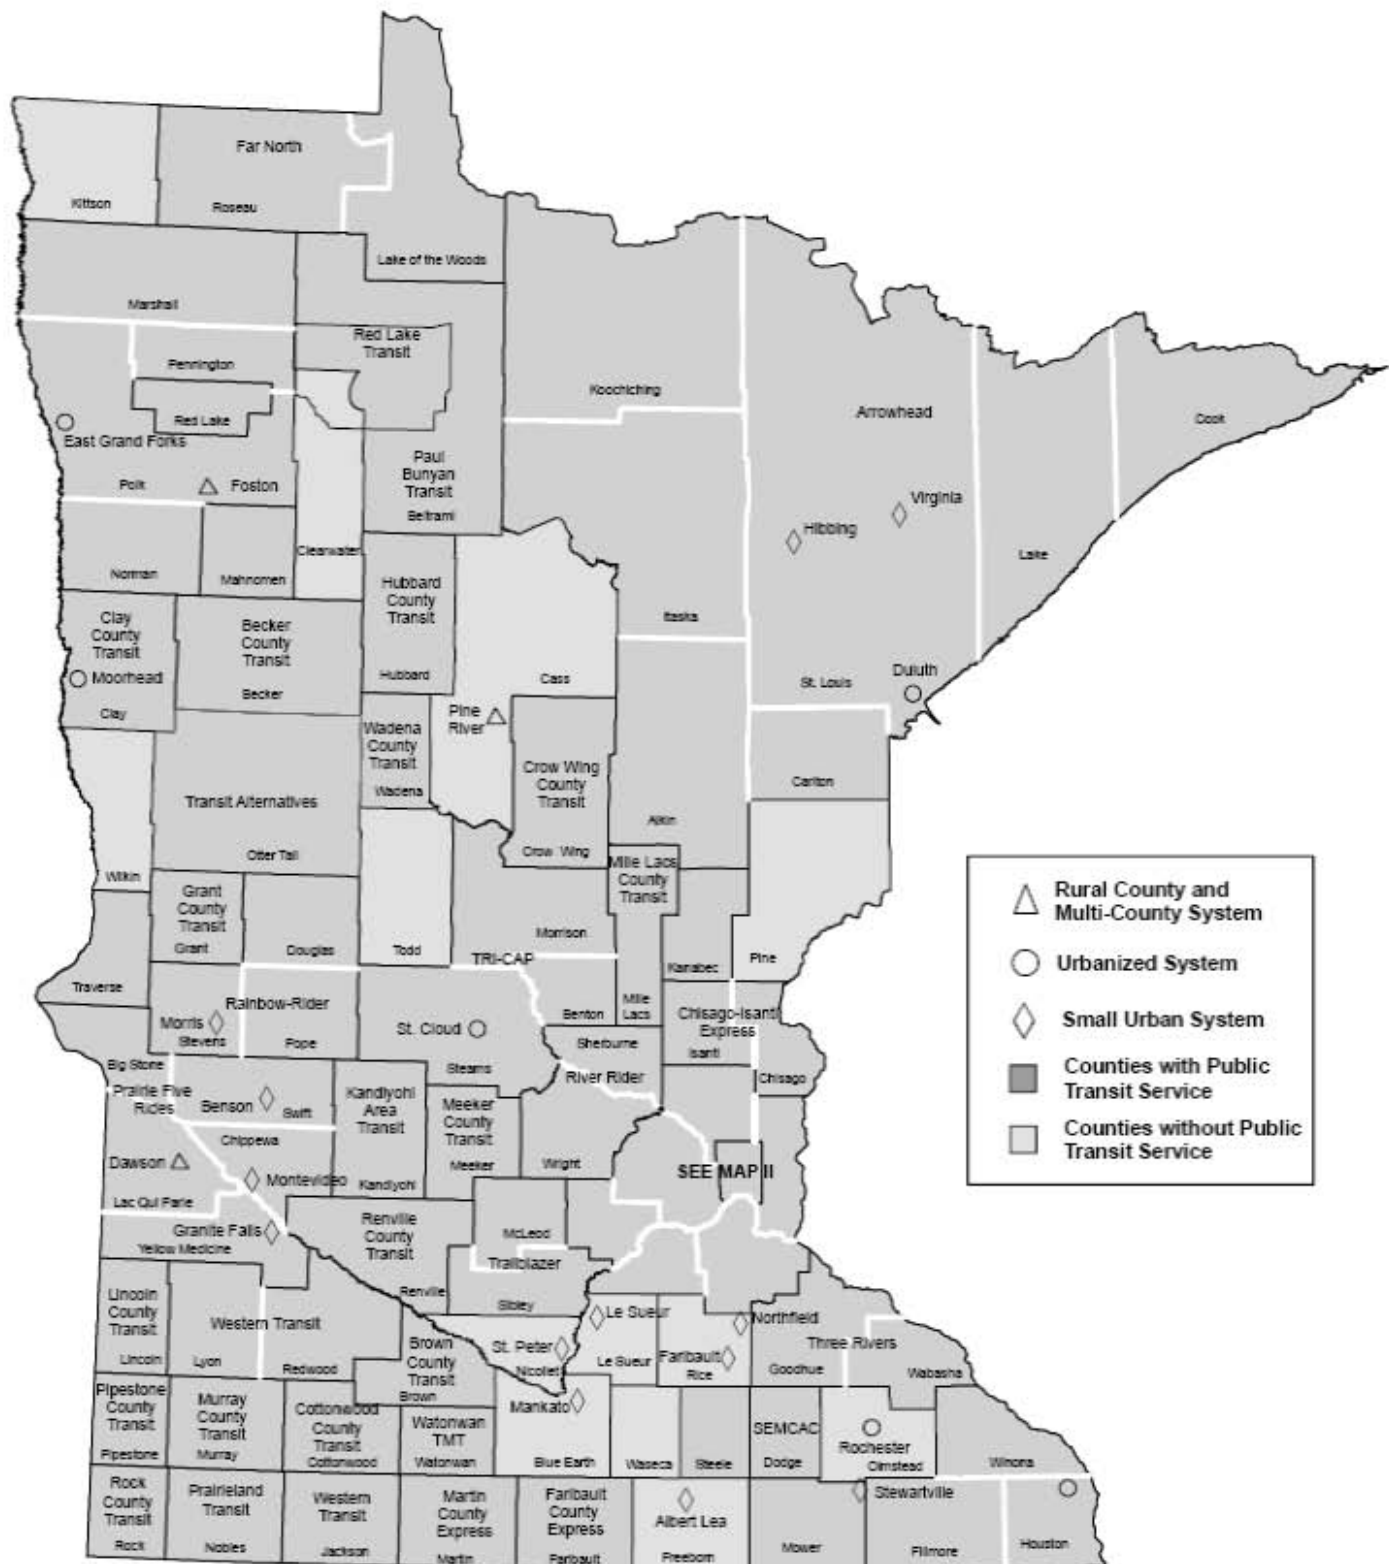 Far North
Kittson
Roseau
Lake of the Woods
Marshall
Red Lake
Transit
Pennington
Koochiching
Arrowhead
Cook
Red Lake
East Grand Forks
Paul
Bunyan
Transit
Polk
Foston
Beltrami
Virginia
Hibbing
Clearwater
Lake
Norman
Mahnomen
Hubbard
County
Transit
Clay
County
Transit
Becker
County
Transit
Itaska
Moorhead
Hubbard
Cass
St. Louis
Duluth
Becker
Clay
Pine
River
Wadena
County
Transit
Wadena
Crow Wing
County
Transit
Carlton
Transit Alternatives
Aitkin
Otter Tail
Crow Wing
Mille Lacs
County
Transit
Wilkin
Grant
County
Transit
Grant
Douglas
Todd
Morrison
TRI-CAP
Kanabec
Pine
Traverse
Rainbow-Rider
Mille
Lacs
Benton
Chisago-Isanti
Express
Isanti
Morris
Stevens
Pope
St. Cloud
Sherburne
Big Stone
Stearns
River Rider
Chisago
Prairie Five
Rides
Benson
Swift
Kandiyohi
Area
Transit
Meeker
County
Transit
Chippewa
Dawson
Montevideo
Meeker
Wright
SEE MAP II
Lac Qui Parle
Kandiyohi
Granite Falls
Yellow Medicine
Renville
County
Transit
McLeod
Trailblazer
Renville
Sibley
Lincoln
County
Transit
Lincoln
Western Transit
Lyon
Redwood
Brown
County
Transit
Brown
St. Peter
Nicollet
Le Sueur
Le Sueur
Northfield
Faribault
Rice
Three Rivers
Goodhue
Wabasha
Pipestone
County
Transit
Pipestone
Murray
County
Transit
Murray
Cottonwood
County
Transit
Cottonwood
Watonwan
TMT
Watonwan
Mankato
Blue Earth
Waseca
Steele
SEMCAC
Dodge
Rochester
Olmstead
Winona
Rock
County
Transit
Rock
Prairieland
Transit
Nobles
Western
Transit
Jackson
Martin
County
Express
Martin
Faribault
County
Express
Faribault
Albert Lea
Freeborn
Mower
Stewartville
Fillmore
Houston
Rural County and
Multi-County System
Urbanized System
Small Urban System
Counties with Public
Transit Service
Counties without Public
Transit Service